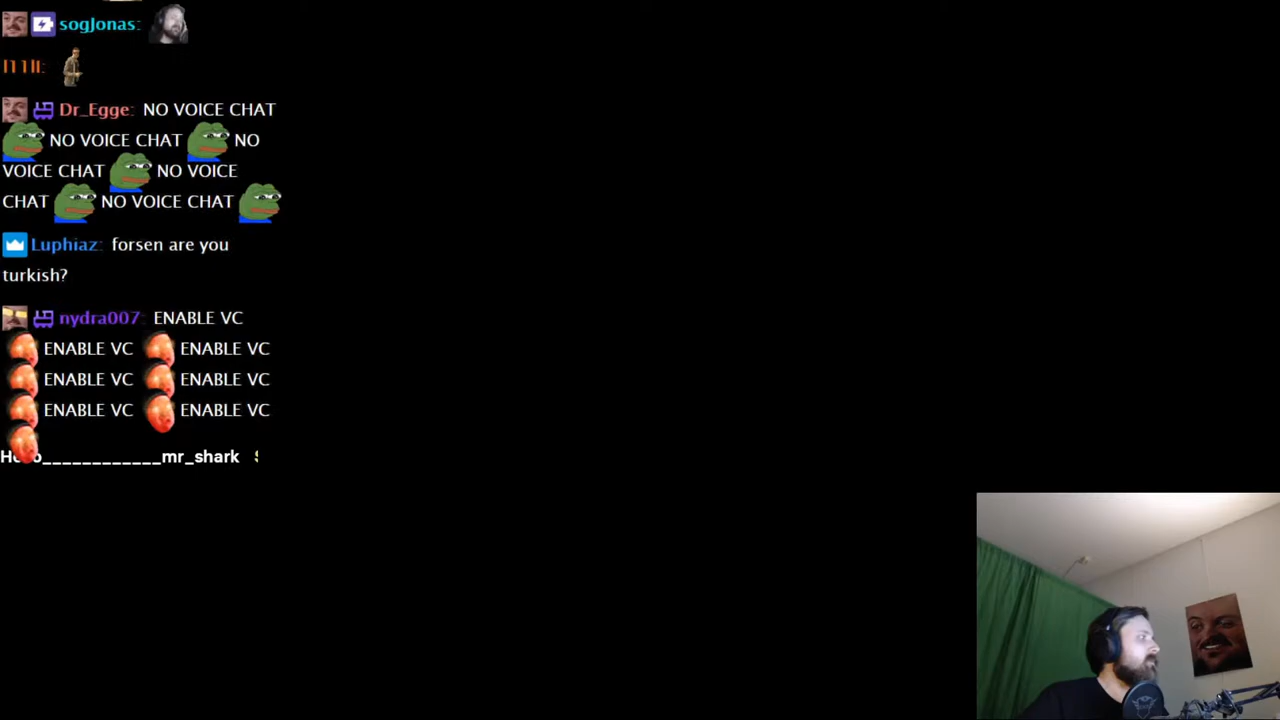 sogJonas:
Dr_Egge: NO VOICE CHAT
NO VOICE CHAT NO
VOICE CHAT NO VOICE
CHAT NO VOICE CHAT
Luphiaz: forsen are you
turkish?
nydra007: ENABLE VC
ENABLE VC ENABLE VC
ENABLE VC ENABLE VC
ENABLE VC ENABLE VC
mr_shark